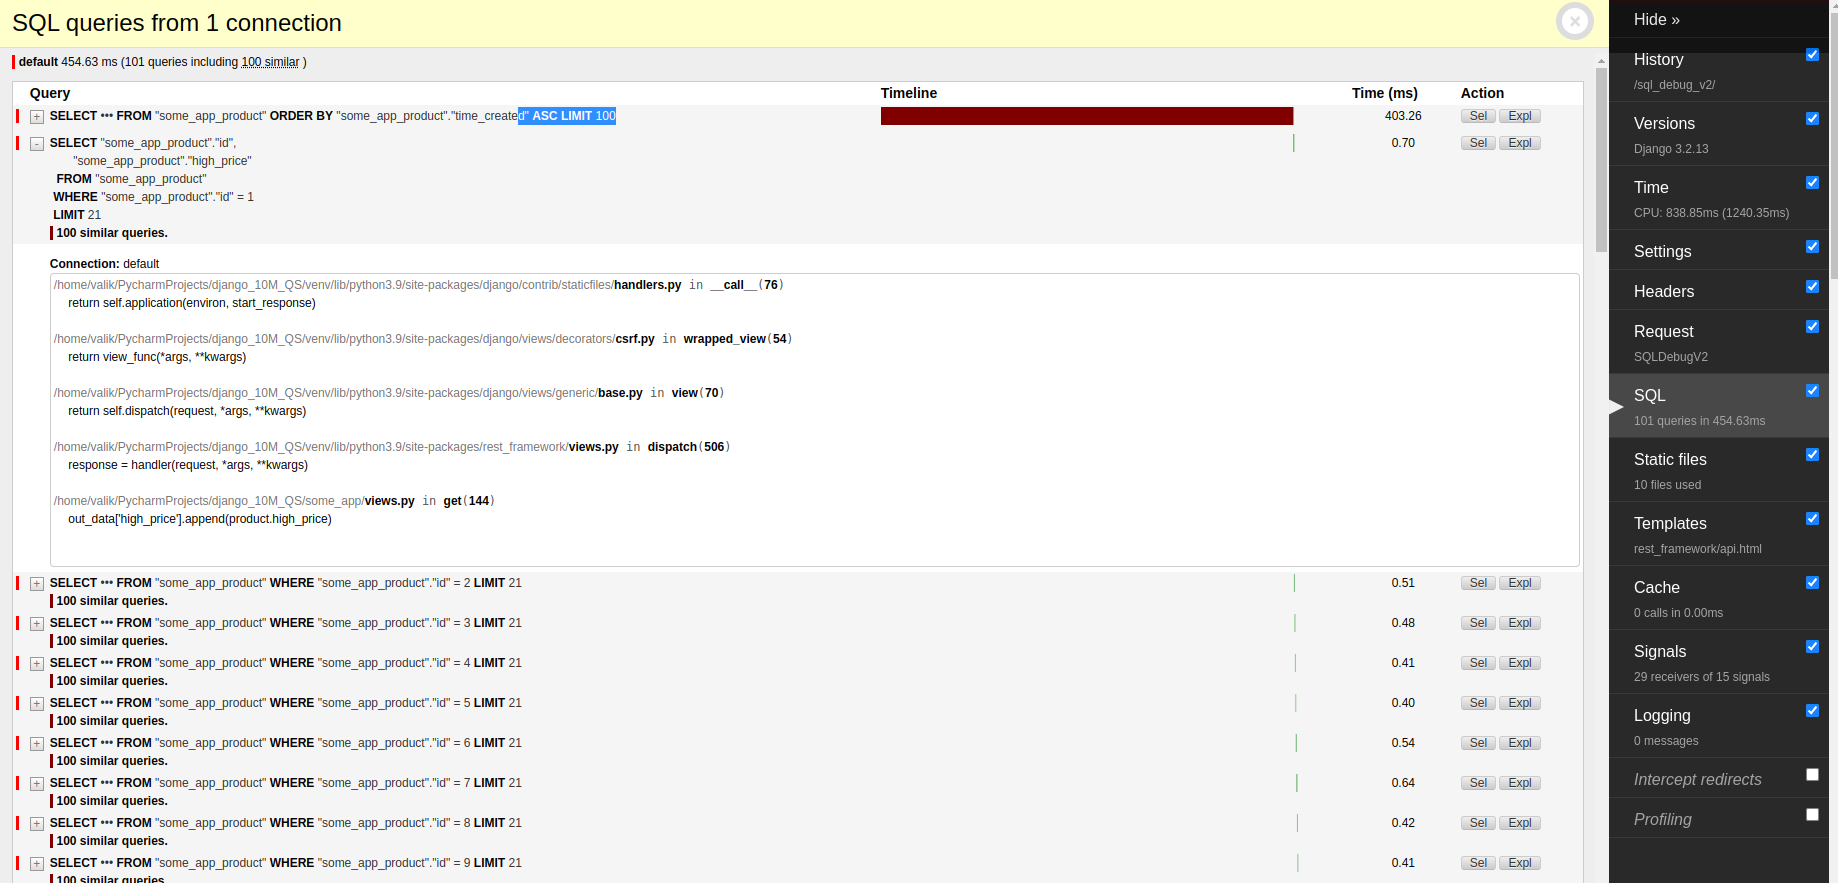 SQL queries from 1 connection
default 454.63 ms (101 queries including 100 similar )
Query Timeline Time (ms) Action
+ SELECT ••• FROM "some_app_product" ORDER BY "some_app_product"."time_created" ASC LIMIT 100 403.26 Sel Expl
- SELECT "some_app_product"."id", 0.70 Sel Expl
"some_app_product"."high_price"
FROM "some_app_product"
WHERE "some_app_product"."id" = 1
LIMIT 21
100 similar queries.
Connection: default
/home/valik/PycharmProjects/django_10M_QS/venv/lib/python3.9/site-packages/django/contrib/staticfiles/handlers.py in __call__(76)
return self.application(environ, start_response)
/home/valik/PycharmProjects/django_10M_QS/venv/lib/python3.9/site-packages/django/views/decorators/csrf.py in wrapped_view(54)
return view_func(*args, **kwargs)
/home/valik/PycharmProjects/django_10M_QS/venv/lib/python3.9/site-packages/django/views/generic/base.py in view(70)
return self.dispatch(request, *args, **kwargs)
/home/valik/PycharmProjects/django_10M_QS/venv/lib/python3.9/site-packages/rest_framework/views.py in dispatch(506)
response = handler(request, *args, **kwargs)
/home/valik/PycharmProjects/django_10M_QS/some_app/views.py in get(144)
out_data['high_price'].append(product.high_price)
+ SELECT ••• FROM "some_app_product" WHERE "some_app_product"."id" = 2 LIMIT 21 0.51 Sel Expl
100 similar queries.
+ SELECT ••• FROM "some_app_product" WHERE "some_app_product"."id" = 3 LIMIT 21 0.48 Sel Expl
100 similar queries.
+ SELECT ••• FROM "some_app_product" WHERE "some_app_product"."id" = 4 LIMIT 21 0.41 Sel Expl
100 similar queries.
+ SELECT ••• FROM "some_app_product" WHERE "some_app_product"."id" = 5 LIMIT 21 0.40 Sel Expl
100 similar queries.
+ SELECT ••• FROM "some_app_product" WHERE "some_app_product"."id" = 6 LIMIT 21 0.54 Sel Expl
100 similar queries.
+ SELECT ••• FROM "some_app_product" WHERE "some_app_product"."id" = 7 LIMIT 21 0.64 Sel Expl
100 similar queries.
+ SELECT ••• FROM "some_app_product" WHERE "some_app_product"."id" = 8 LIMIT 21 0.42 Sel Expl
100 similar queries.
+ SELECT ••• FROM "some_app_product" WHERE "some_app_product"."id" = 9 LIMIT 21 0.41 Sel Expl
100 similar queries.
Hide »
History
/sql_debug_v2/
Versions
Django 3.2.13
Time
CPU: 838.85ms (1240.35ms)
Settings
Headers
Request
SQLDebugV2
SQL
101 queries in 454.63ms
Static files
10 files used
Templates
rest_framework/api.html
Cache
0 calls in 0.00ms
Signals
29 receivers of 15 signals
Logging
0 messages
Intercept redirects
Profiling